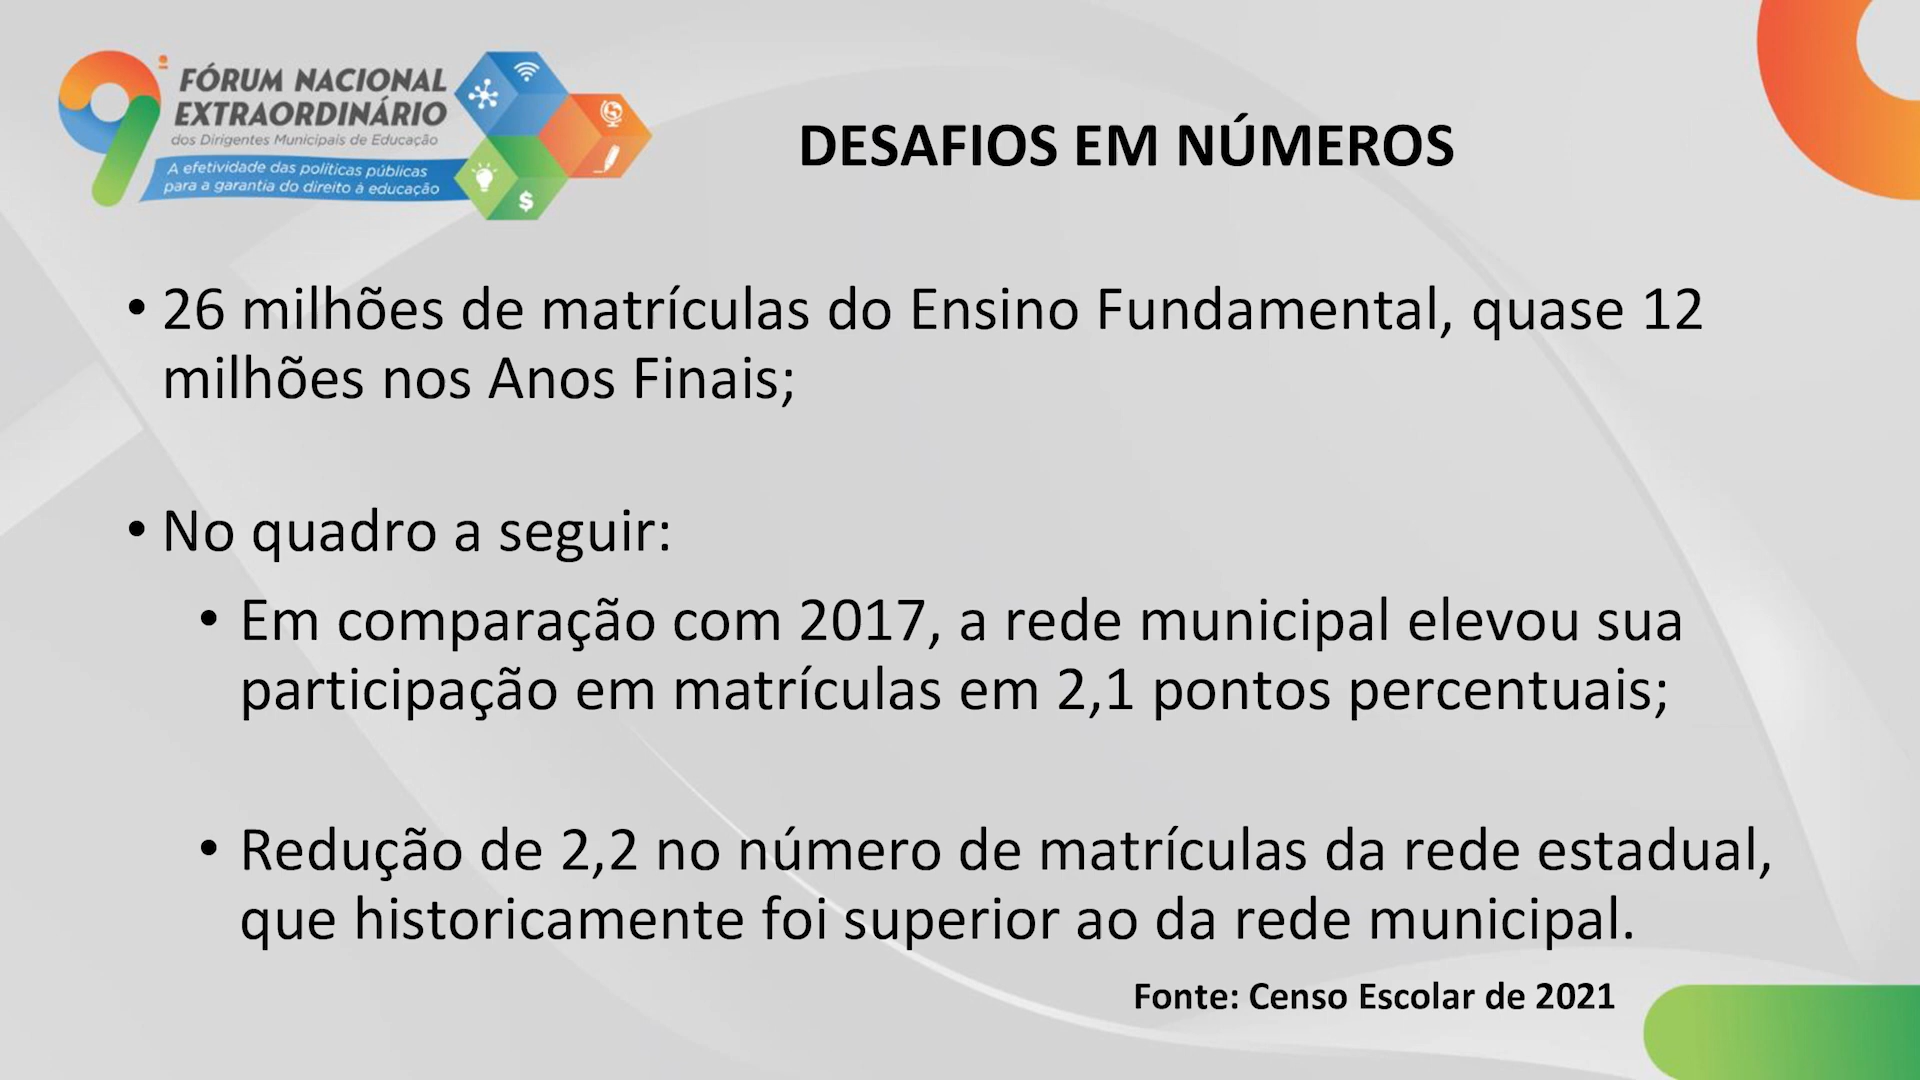 9º
FÓRUM NACIONAL
EXTRAORDINÁRIO
dos Dirigentes Municipais de Educação
A efetividade das políticas públicas
para a garantia do direito à educação
$
DESAFIOS EM NÚMEROS
• 26 milhões de matrículas do Ensino Fundamental, quase 12
milhões nos Anos Finais;
• No quadro a seguir:
• Em comparação com 2017, a rede municipal elevou sua
participação em matrículas em 2,1 pontos percentuais;
• Redução de 2,2 no número de matrículas da rede estadual,
que historicamente foi superior ao da rede municipal.
Fonte: Censo Escolar de 2021